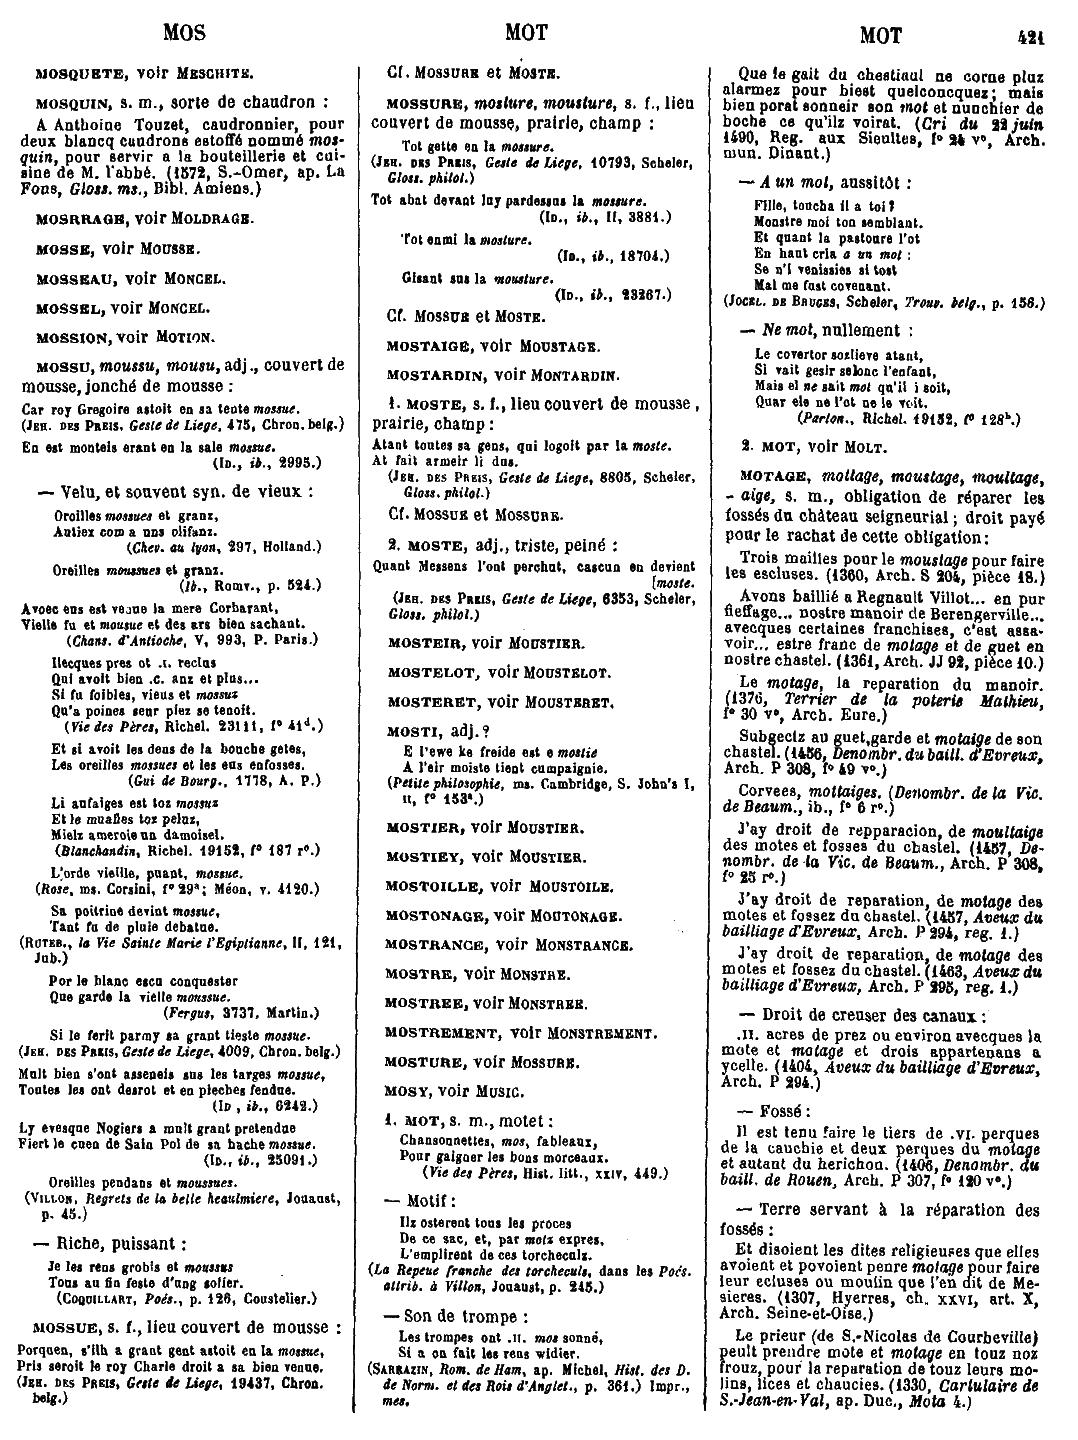 MOS
MOT
MOT
421
MOSQUETE, voir MESCHITE.
MOSQUIN, s. m., sorte de chaudron :
A Anthoine Touzet, caudronnier, pour
deux blancq caudrons estoffé nommé mos-
quin, pour servir a la bouteillerie et cui-
sine de M. l'abbé. (1572, S.-Omer, ap. La
Fons, Gloss. ms., Bibl. Amiens.)
MOSRRAGE, voir MOLDRAGE.
MOSSE, voir MOUSSE.
MOSSEAU, voir MONCEL.
MOSSEL, voir MONCEL.
MOSSION, voir MOTION.
MOSSU, moussu, mousu, adj., couvert de
mousse, jonché de mousse :
Car roy Gregoire astoit en sa tente mossue.
(JEH. DES PREIS, Geste de Liege, 475, Chron. belg.)
En est monteis erant en la sale mossue.
(ID., ib., 2995.)
— Velu, et souvent syn. de vieux :
Oroilles mossues et granz,
Autiex com a uns olifanz.
(Chev. au lyon, 297, Holland.)
Oreilles moussues et granz.
(Ib., Romv., p. 524.)
Avoec eus est venue la mere Corbarant,
Vielle fu et mousue et des ars bien sachant.
(Chans. d'Antioche, V, 993, P. Paris.)
Ilecques pres ot .I. reclus
Qui avoit bien .C. anz et plus...
Si fu foibles, vieus et mossuz
Qu'a poines seur piez se tenoit.
(Vie des Pères, Richel. 23111, f° 41d.)
Et si avoit les dens de la bouche getes,
Les oreilles mossues et les eus enfosses.
(Gui de Bourg., 1778, A. P.)
Li aufaiges est toz mossuz
Et le muafles toz peluz,
Mielz ameroie un damoisel.
(Blanchandin, Richel. 19152, f° 187 r°.)
L'orde vieille, puant, mossue.
(Rose, ms. Corsini, f° 29a; Méon, v. 4120.)
Sa poitrine devint mossue,
Tant fu de pluie debatue.
(RUTEB., la Vie Sainte Marie l'Egiptianne, II, 121,
Jub.)
Por le blanc escu conquester
Que garde la vielle moussue.
(Fergus, 3737, Martin.)
Si le ferit parmy sa grant tieste mossue.
(JEH. DES PREIS, Geste de Liege, 4009, Chron. belg.)
Mult bien s'ont asseneis sus les targes mossue,
Toutes les ont desrot et en pieches fendue.
(ID, ib., 6242.)
Ly evesque Nogiers a mult grant pretendue
Fiert le cuen de Sain Pol de sa hache mossue.
(ID., ib., 25091.)
Oreilles pendans et moussues.
(VILLON, Regrets de la belle heaulmiere, Jouaust,
p. 45.)
— Riche, puissant :
Je les rens grobis et moussus
Tous au fin feste d'ung solier.
(COQUILLART, Poés., p. 126, Coustelier.)
MOSSUE, s. f., lieu couvert de mousse :
Porquen, s'ilh a grant gent astoit en la mossue,
Pris seroit le roy Charle droit a sa bien venue.
(JEH. DES PREIS, Geste de Liege, 19437, Chron.
belg.)
Cf. MOSSURE et MOSTE.
MOSSURE, mosture, mousture, s. f., lieu
couvert de mousse, prairie, champ :
Tot gette en la mossure.
(JEH. DES PREIS, Geste de Liege, 10793, Scheler,
Gloss. philol.)
Tot abat devant luy pardessus la mossure.
(ID., ib., II, 3881.)
Tot enmi la mosture.
(ID., ib., 18704.)
Gisant sus la mousture.
(ID., ib., 23267.)
Cf. MOSSUE et MOSTE.
MOSTAIGE, voir MOUSTAGE.
MOSTARDIN, voir MONTARDIN.
1. MOSTE, s. f., lieu couvert de mousse,
prairie, champ :
Atant toutes sa gens, qui logoit par la moste.
At fait armeir li dus.
(JEH. DES PREIS, Geste de Liege, 8805, Scheler,
Gloss. philol.)
Cf. MOSSUE et MOSSURE.
2. MOSTE, adj., triste, peiné :
Quant Messens l'ont perchut, cascun en devient
[moste.
(JEH. DES PREIS, Geste de Liege, 6353, Scheler,
Gloss. philol.)
MOSTEIR, voir MOUSTIER.
MOSTELOT, voir MOUSTELOT.
MOSTERET, voir MOUSTERET.
MOSTI, adj.?
E l'ewe ke freide est e mostie
A l'eir moiste tient cumpaignie.
(Petite philosophie, ms. Cambridge, S. John's I,
II, f° 153a.)
MOSTIER, voir MOUSTIER.
MOSTIEY, voir MOUSTIER.
MOSTOILLE, voir MOUSTOILE.
MOSTONAGE, voir MOUTONAGE.
MOSTRANCE, voir MONSTRANCE.
MOSTRE, voir MONSTRE.
MOSTREE, voir MONSTREE.
MOSTREMENT, voir MONSTREMENT.
MOSTURE, voir MOSSURE.
MOSY, voir MUSIC.
1. MOT, s. m., motet :
Chansonnettes, mos, fableaux,
Pour gaigner les bons morceaux.
(Vie des Pères, Hist. litt., XXIV, 449.)
— Motif :
Ilz osterent tous les proces
De ce sac, et, par motz expres,
L'emplirent de ces torcheculz.
(La Repeue franche des torcheculs, dans les Poés.
attrib. à Villon, Jouaust, p. 245.)
— Son de trompe :
Les trompes ont .II. mos sonné,
Si a on fait les rens widier.
(SARRAZIN, Rom. de Ham, ap. Michel, Hist. des D.
de Norm. et des Rois d'Anglet., p. 361.) Impr.,
mes.
Que le gait du chestiaul ne corne pluz
alarmez pour biest quelconcquez; mais
bien porat sonneir son mot et nunchier de
boche ce qu'ilz voirat. (Cri du 22 juin
1490, Reg. aux Sieultes, f° 24 v°, Arch.
mun. Dinant.)
— A un mot, aussitôt :
Fille, toucha il a toi?
Monstre moi ton semblant.
Et quant la pastoure l'ot
En haut cria a un mot :
Se n'i venissies si tost
Mal me fust covenant.
(JOCEL. DE BRUGES, Scheler, Trouv. belg., p. 156.)
— Ne mot, nullement :
Le covertor sozlieve atant,
Si vait gesir selonc l'enfant,
Mais el ne sait mot qu'il i soit,
Quar ele ne l'ot ne le voit.
(Parton., Richel. 19152, f° 128b.)
2. MOT, voir MOLT.
MOTAGE, mottage, moustage, moultage,
- aige, s. m., obligation de réparer les
fossés du château seigneurial; droit payé
pour le rachat de cette obligation:
Trois mailles pour le moustage pour faire
les escluses. (1360, Arch. S 204, pièce 18.)
Avons baillié a Regnault Villot... en pur
fieffage... nostre manoir de Berengerville...
avecques certaines franchises, c'est assa-
voir... estre franc de motage et de guet en
nostre chastel. (1361, Arch. JJ 92, pièce 10.)
Le motage, la reparation du manoir.
(1376, Terrier de la poterie Mathieu,
f° 30 v°, Arch. Eure.)
Subgectz au guet, garde et motaige de son
chastel. (1456, Denombr. du baill. d'Evreux,
Arch. P 308, f° 49 v°.)
Corvees, mottaiges. (Denombr. de la Vic.
de Beaum., ib., f° 6 r°.)
J'ay droit de repparacion, de moultaige
des motes et fosses du chastel. (1457, De-
nombr. de la Vic. de Beaum., Arch. P 308,
f° 25 r°.)
J'ay droit de reparation, de motage des
motes et fossez du chastel. (1457, Aveux du
bailliage d'Evreux, Arch. P 294, reg. 1.)
J'ay droit de reparation, de motage des
motes et fossez du chastel. (1463, Aveux du
bailliage d'Evreux, Arch. P 295, reg. 1.)
— Droit de creuser des canaux :
.II. acres de prez ou environ avecques la
mote et motage et drois appartenans a
ycelle. (1404, Aveux du bailliage d'Evreux,
Arch. P 294.)
— Fossé :
Il est tenu faire le tiers de .VI. perques
de la cauchie et deux perques du motage
et autant du herichon. (1406, Denombr. du
baill. de Rouen, Arch. P 307, f° 120 v°.)
— Terre servant à la réparation des
fossés :
Et disoient les dites religieuses que elles
avoient et povoient penre motage pour faire
leur ecluses ou moulin que l'en dit de Me-
sieres. (1307, Hyerres, ch. XXVI, art. X,
Arch. Seine-et-Oise.)
Le prieur (de S.-Nicolas de Courbeville)
peult prendre mote et motage en touz noz
frouz, pour la reparation de touz leurs mo-
lins, lices et chaucies. (1330, Cartulaire de
S.-Jean-en-Val, ap. Duc., Mota 4.)